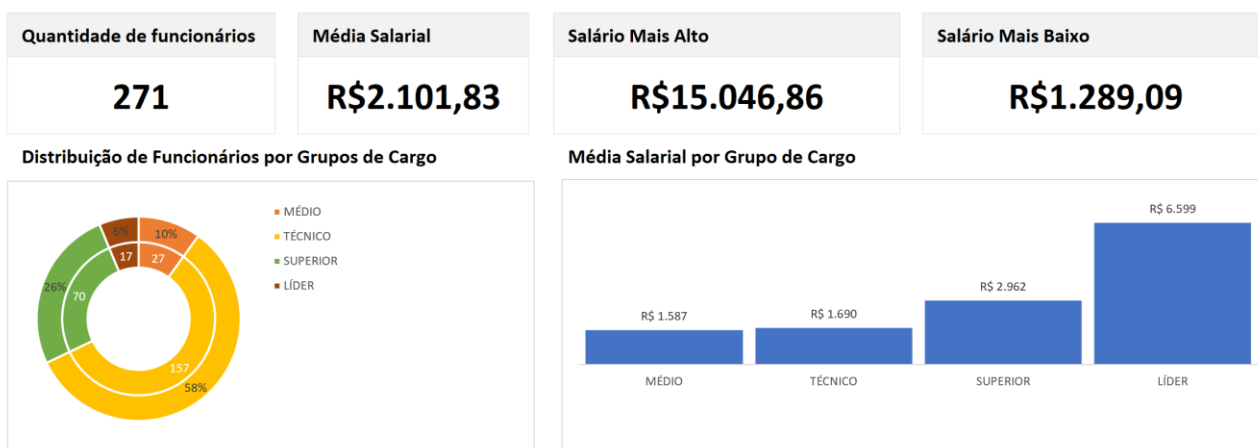 Quantidade de funcionários
271
Média Salarial
R$2.101,83
Salário Mais Alto
R$15.046,86
Salário Mais Baixo
R$1.289,09
Distribuição de Funcionários por Grupos de Cargo
MÉDIO
TÉCNICO
SUPERIOR
LÍDER
6%
10%
17
27
26%
70
157
58%
Média Salarial por Grupo de Cargo
R$ 1.587
R$ 1.690
R$ 2.962
R$ 6.599
MÉDIO
TÉCNICO
SUPERIOR
LÍDER